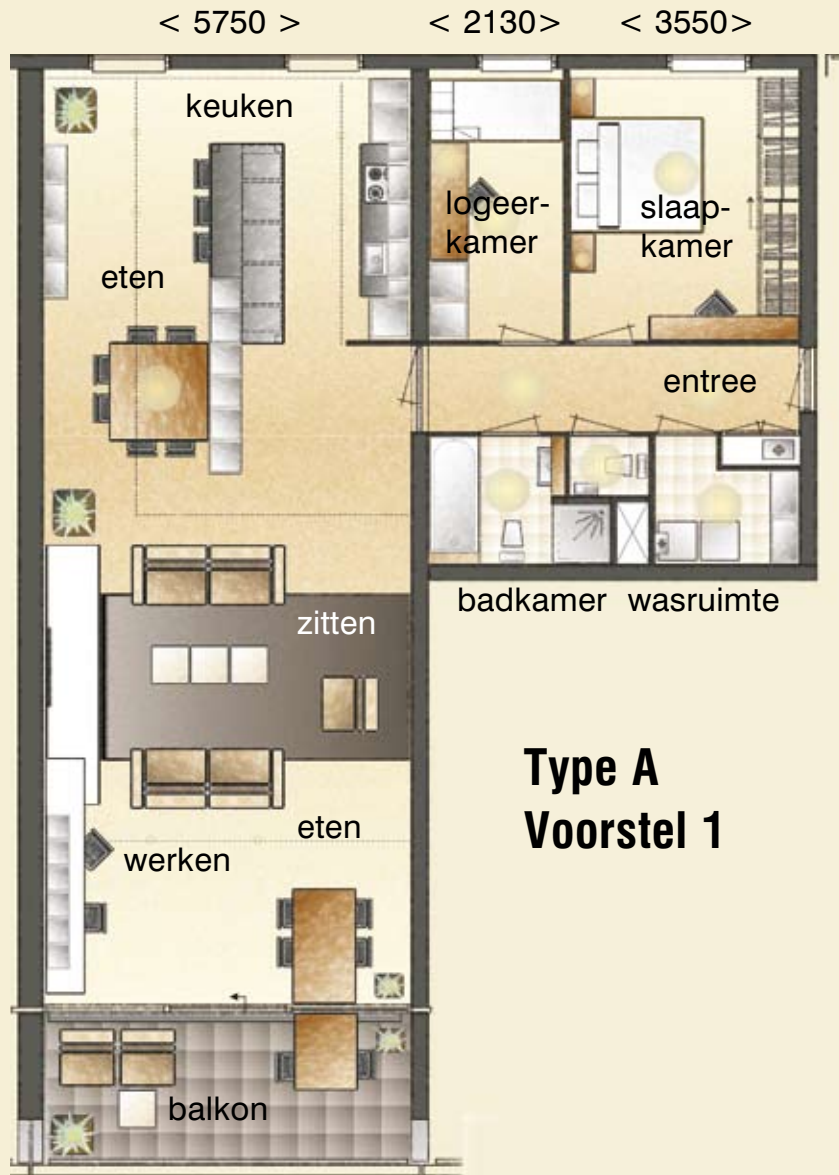 < 5750 > < 2130> < 3550>
keuken
logeer-
kamer
slaap-
kamer
eten
entree
badkamer wasruimte
zitten
Type A
Voorstel 1
eten
werken
balkon